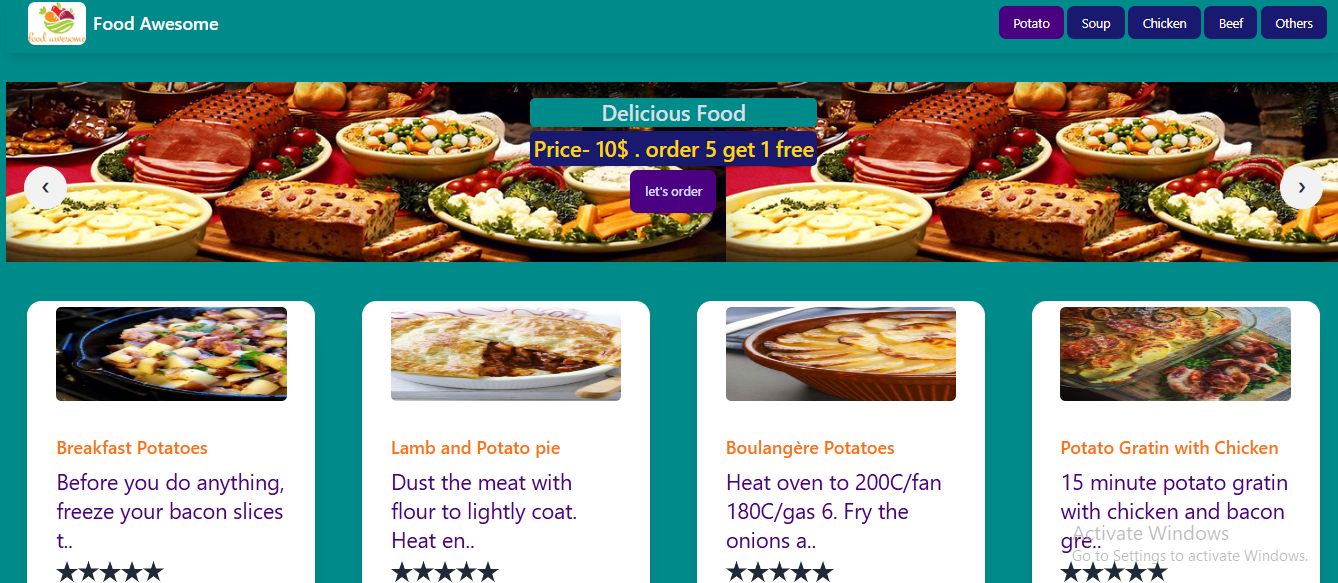 food awesome
Food Awesome
Potato
Soup
Chicken
Beef
Others
Delicious Food
Price- 10$ . order 5 get 1 free
let's order
Breakfast Potatoes
Before you do anything,
freeze your bacon slices
t..
Lamb and Potato pie
Dust the meat with
flour to lightly coat.
Heat en..
Boulangère Potatoes
Heat oven to 200C/fan
180C/gas 6. Fry the
onions a..
Potato Gratin with Chicken
15 minute potato gratin
with chicken and bacon
gre..
Activate Windows
Go to Settings to activate Windows.